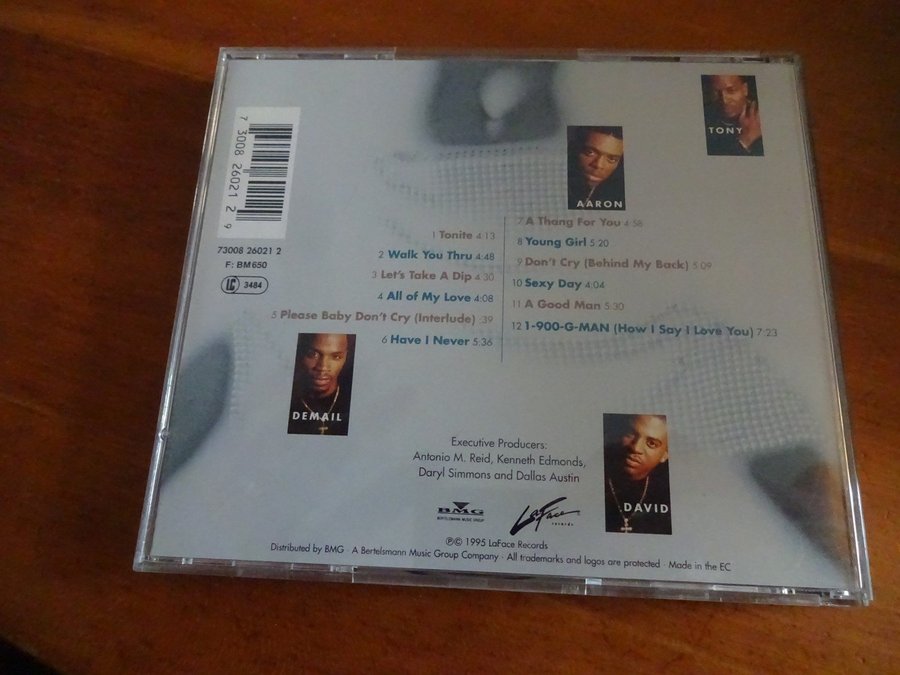 7 3008 26021 2 9
73008 26021 2
F: BM650
LC 3484
TONY
AARON
1 Tonite 4:13
2 Walk You Thru 4:48
3 Let's Take A Dip 4:30
4 All of My Love 4:08
5 Please Baby Don't Cry (Interlude) :39
6 Have I Never 5:36
7 A Thang For You 4:58
8 Young Girl 5:20
9 Don't Cry (Behind My Back) 5:09
10 Sexy Day 4:04
11 A Good Man 5:30
12 1-900-G-MAN (How I Say I Love You) 7:23
DEMAIL
DAVID
Executive Producers:
Antonio M. Reid, Kenneth Edmonds,
Daryl Simmons and Dallas Austin
BMG
BERTELSMANN MUSIC GROUP
LaFace
records
℗© 1995 LaFace Records
Distributed by BMG · A Bertelsmann Music Group Company · All trademarks and logos are protected · Made in the EC